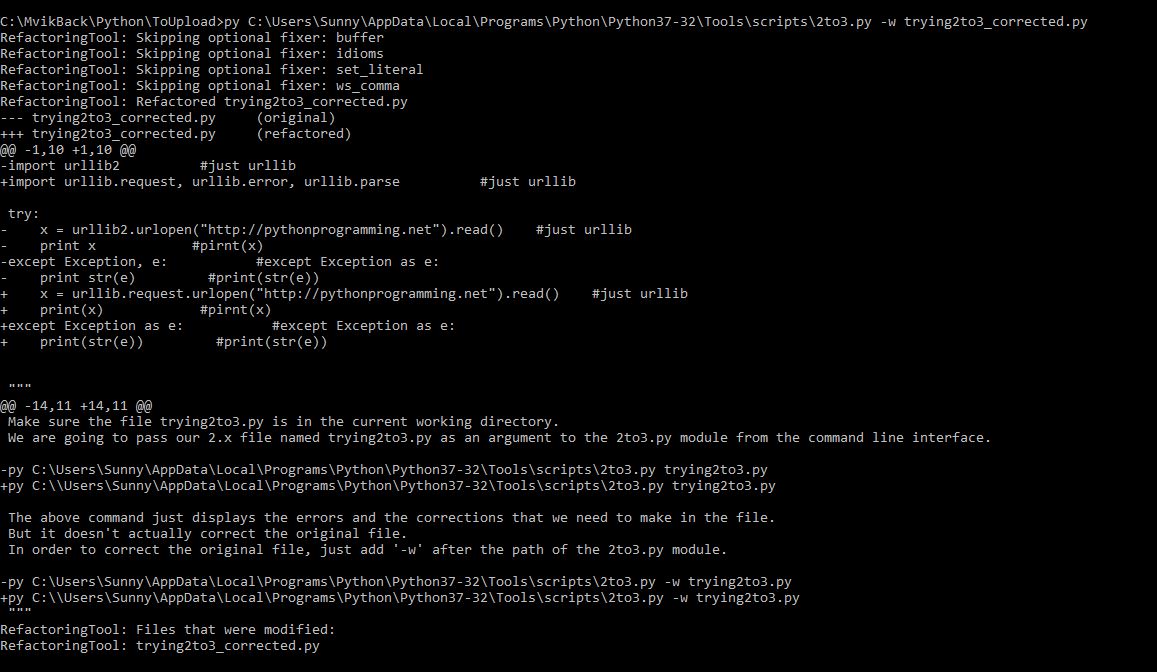 C:\MvikBack\Python\ToUpload>py C:\Users\Sunny\AppData\Local\Programs\Python\Python37-32\Tools\scripts\2to3.py -w trying2to3_corrected.py
RefactoringTool: Skipping optional fixer: buffer
RefactoringTool: Skipping optional fixer: idioms
RefactoringTool: Skipping optional fixer: set_literal
RefactoringTool: Skipping optional fixer: ws_comma
RefactoringTool: Refactored trying2to3_corrected.py
--- trying2to3_corrected.py     (original)
+++ trying2to3_corrected.py     (refactored)
@@ -1,10 +1,10 @@
-import urllib2          #just urllib
+import urllib.request, urllib.error, urllib.parse          #just urllib
 try:
-    x = urllib2.urlopen("http://pythonprogramming.net").read()    #just urllib
-    print x            #pirnt(x)
-except Exception, e:           #except Exception as e:
-    print str(e)         #print(str(e))
+    x = urllib.request.urlopen("http://pythonprogramming.net").read()    #just urllib
+    print(x)            #pirnt(x)
+except Exception as e:           #except Exception as e:
+    print(str(e))         #print(str(e))
 """
@@ -14,11 +14,11 @@
 Make sure the file trying2to3.py is in the current working directory.
 We are going to pass our 2.x file named trying2to3.py as an argument to the 2to3.py module from the command line interface.
-py C:\Users\Sunny\AppData\Local\Programs\Python\Python37-32\Tools\scripts\2to3.py trying2to3.py
+py C:\\Users\Sunny\AppData\Local\Programs\Python\Python37-32\Tools\scripts\2to3.py trying2to3.py
 The above command just displays the errors and the corrections that we need to make in the file.
 But it doesn't actually correct the original file.
 In order to correct the original file, just add '-w' after the path of the 2to3.py module.
-py C:\Users\Sunny\AppData\Local\Programs\Python\Python37-32\Tools\scripts\2to3.py -w trying2to3.py
+py C:\\Users\Sunny\AppData\Local\Programs\Python\Python37-32\Tools\scripts\2to3.py -w trying2to3.py
 """
RefactoringTool: Files that were modified:
RefactoringTool: trying2to3_corrected.py